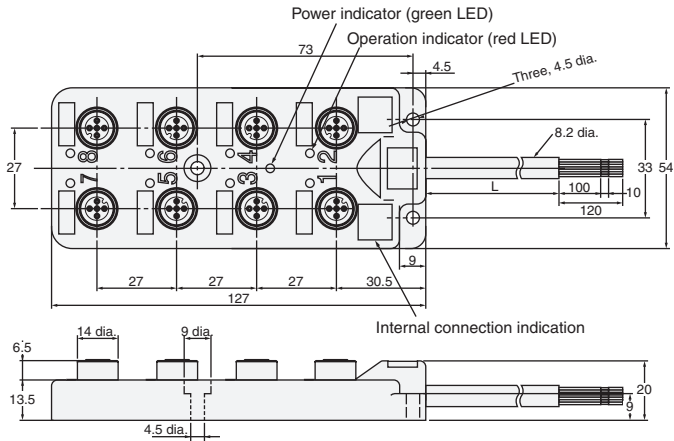 Power indicator (green LED)
Operation indicator (red LED)
73
4.5
Three, 4.5 dia.
8.2 dia.
8
6
4
2
27
33
54
7
5
3
1
L
100
10
120
9
27
27
27
30.5
127
Internal connection indication
14 dia.
9 dia.
6.5
13.5
20
9
4.5 dia.